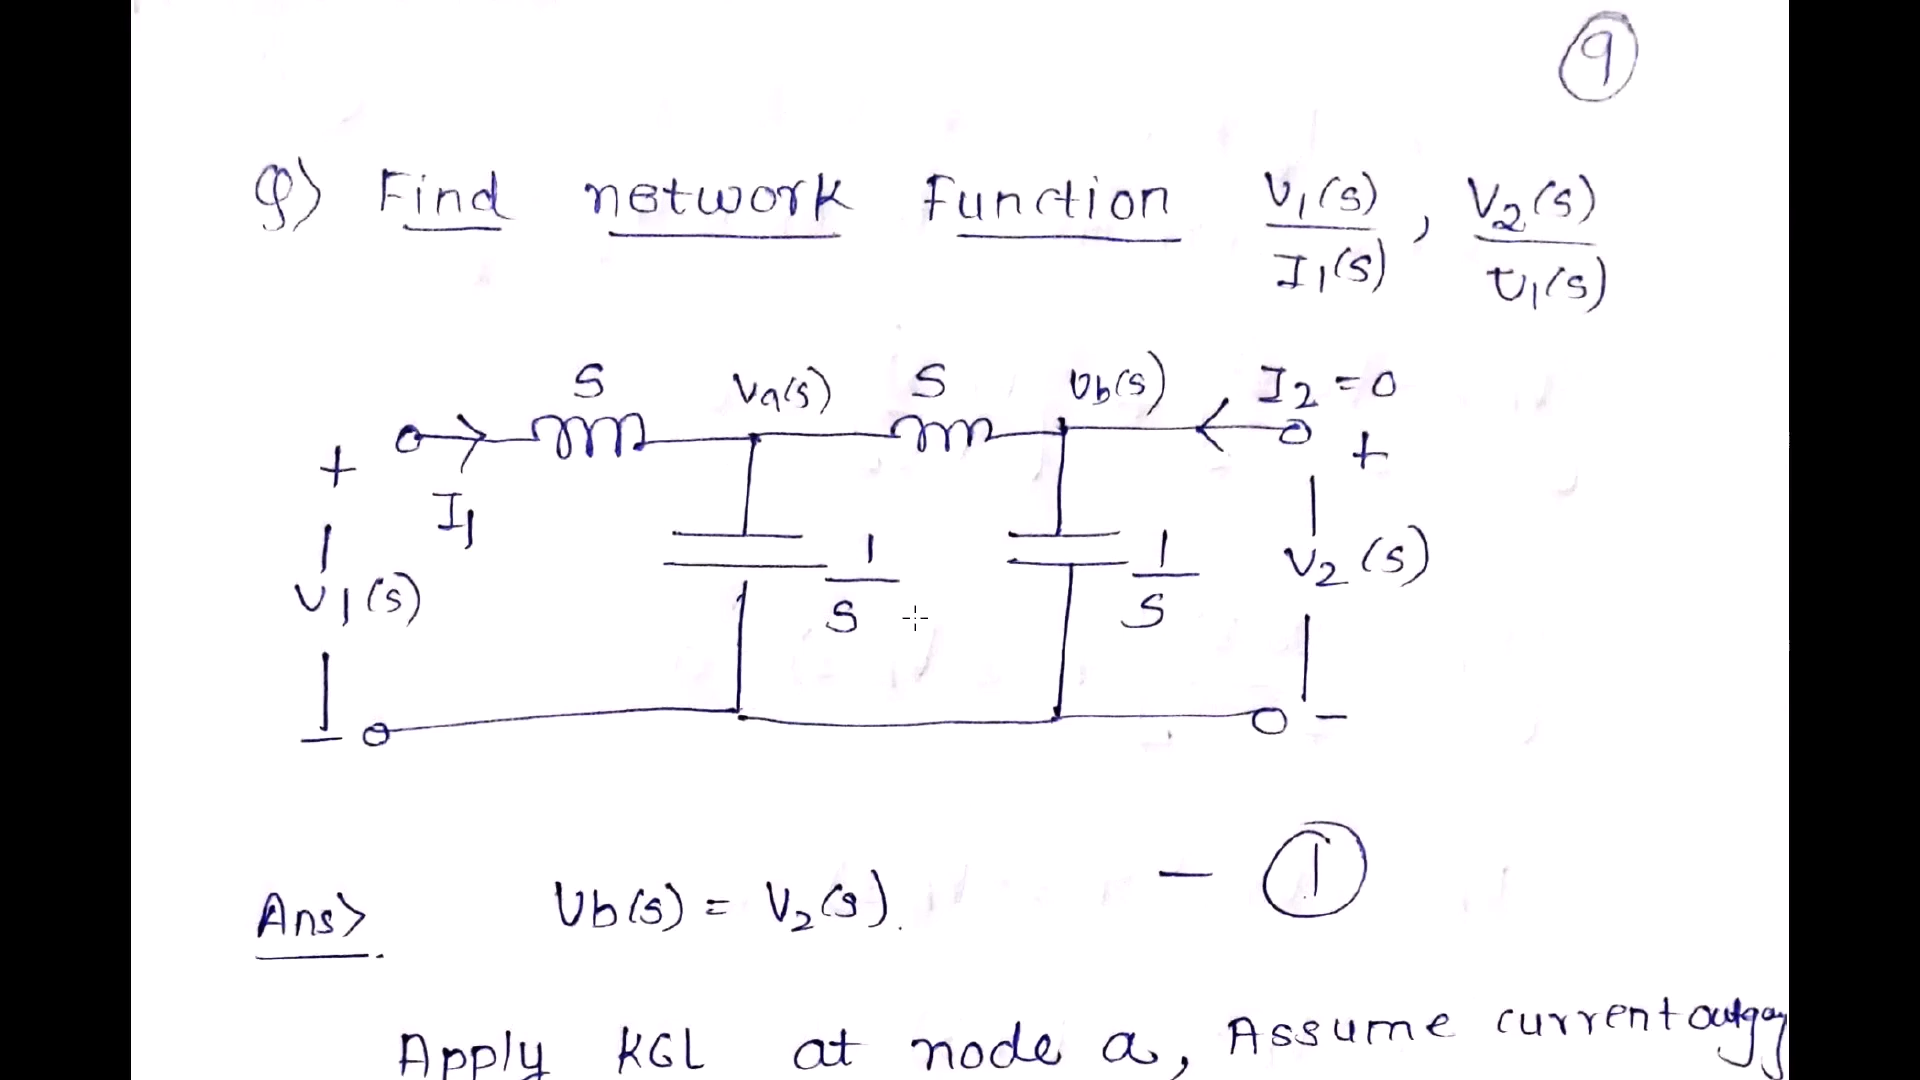 9
Q) Find network Function V1(s)/I1(s) , V2(s)/V1(s)
S Va(s) S Vb(s) I2 = 0
+ I1 +
V1(s) 1/S 1/S V2(s)
- -
Ans> Vb(s) = V2(s). - 1
Apply KCL at node a, Assume current outgoy